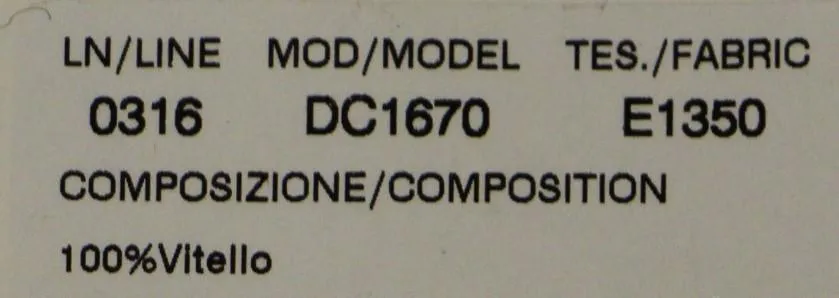 LN/LINE MOD/MODEL TES./FABRIC
0316 DC1670 E1350
COMPOSIZIONE/COMPOSITION
100%Vitello